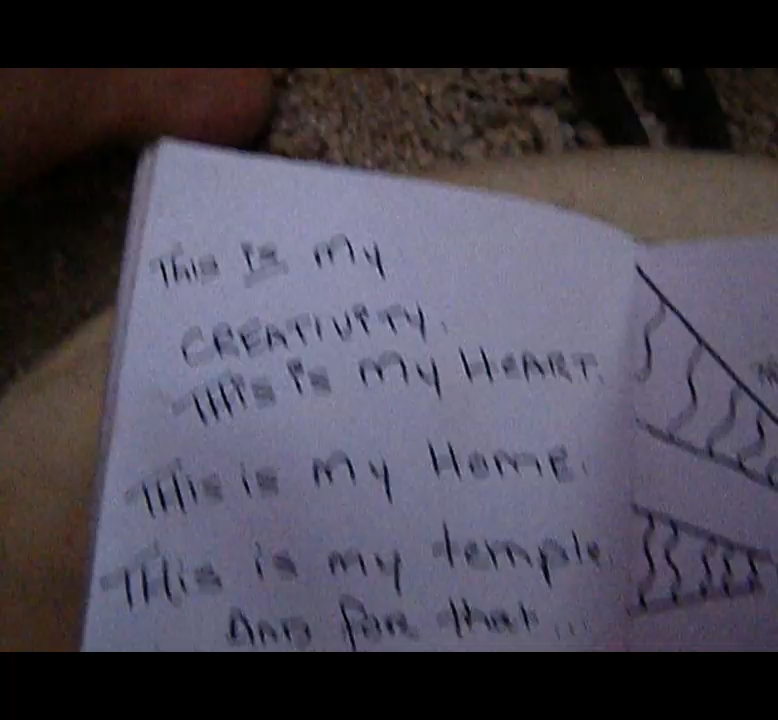 This is my
CREATIVITY.
This is my HEART.
This is my Home.
This is my temple.
AND for that...